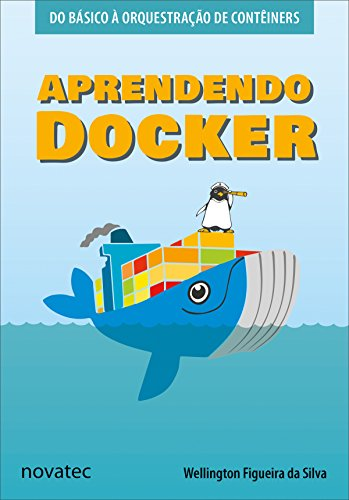 DO BÁSICO À ORQUESTRAÇÃO DE CONTÊINERS
APRENDENDO
DOCKER
novatec
Wellington Figueira da Silva